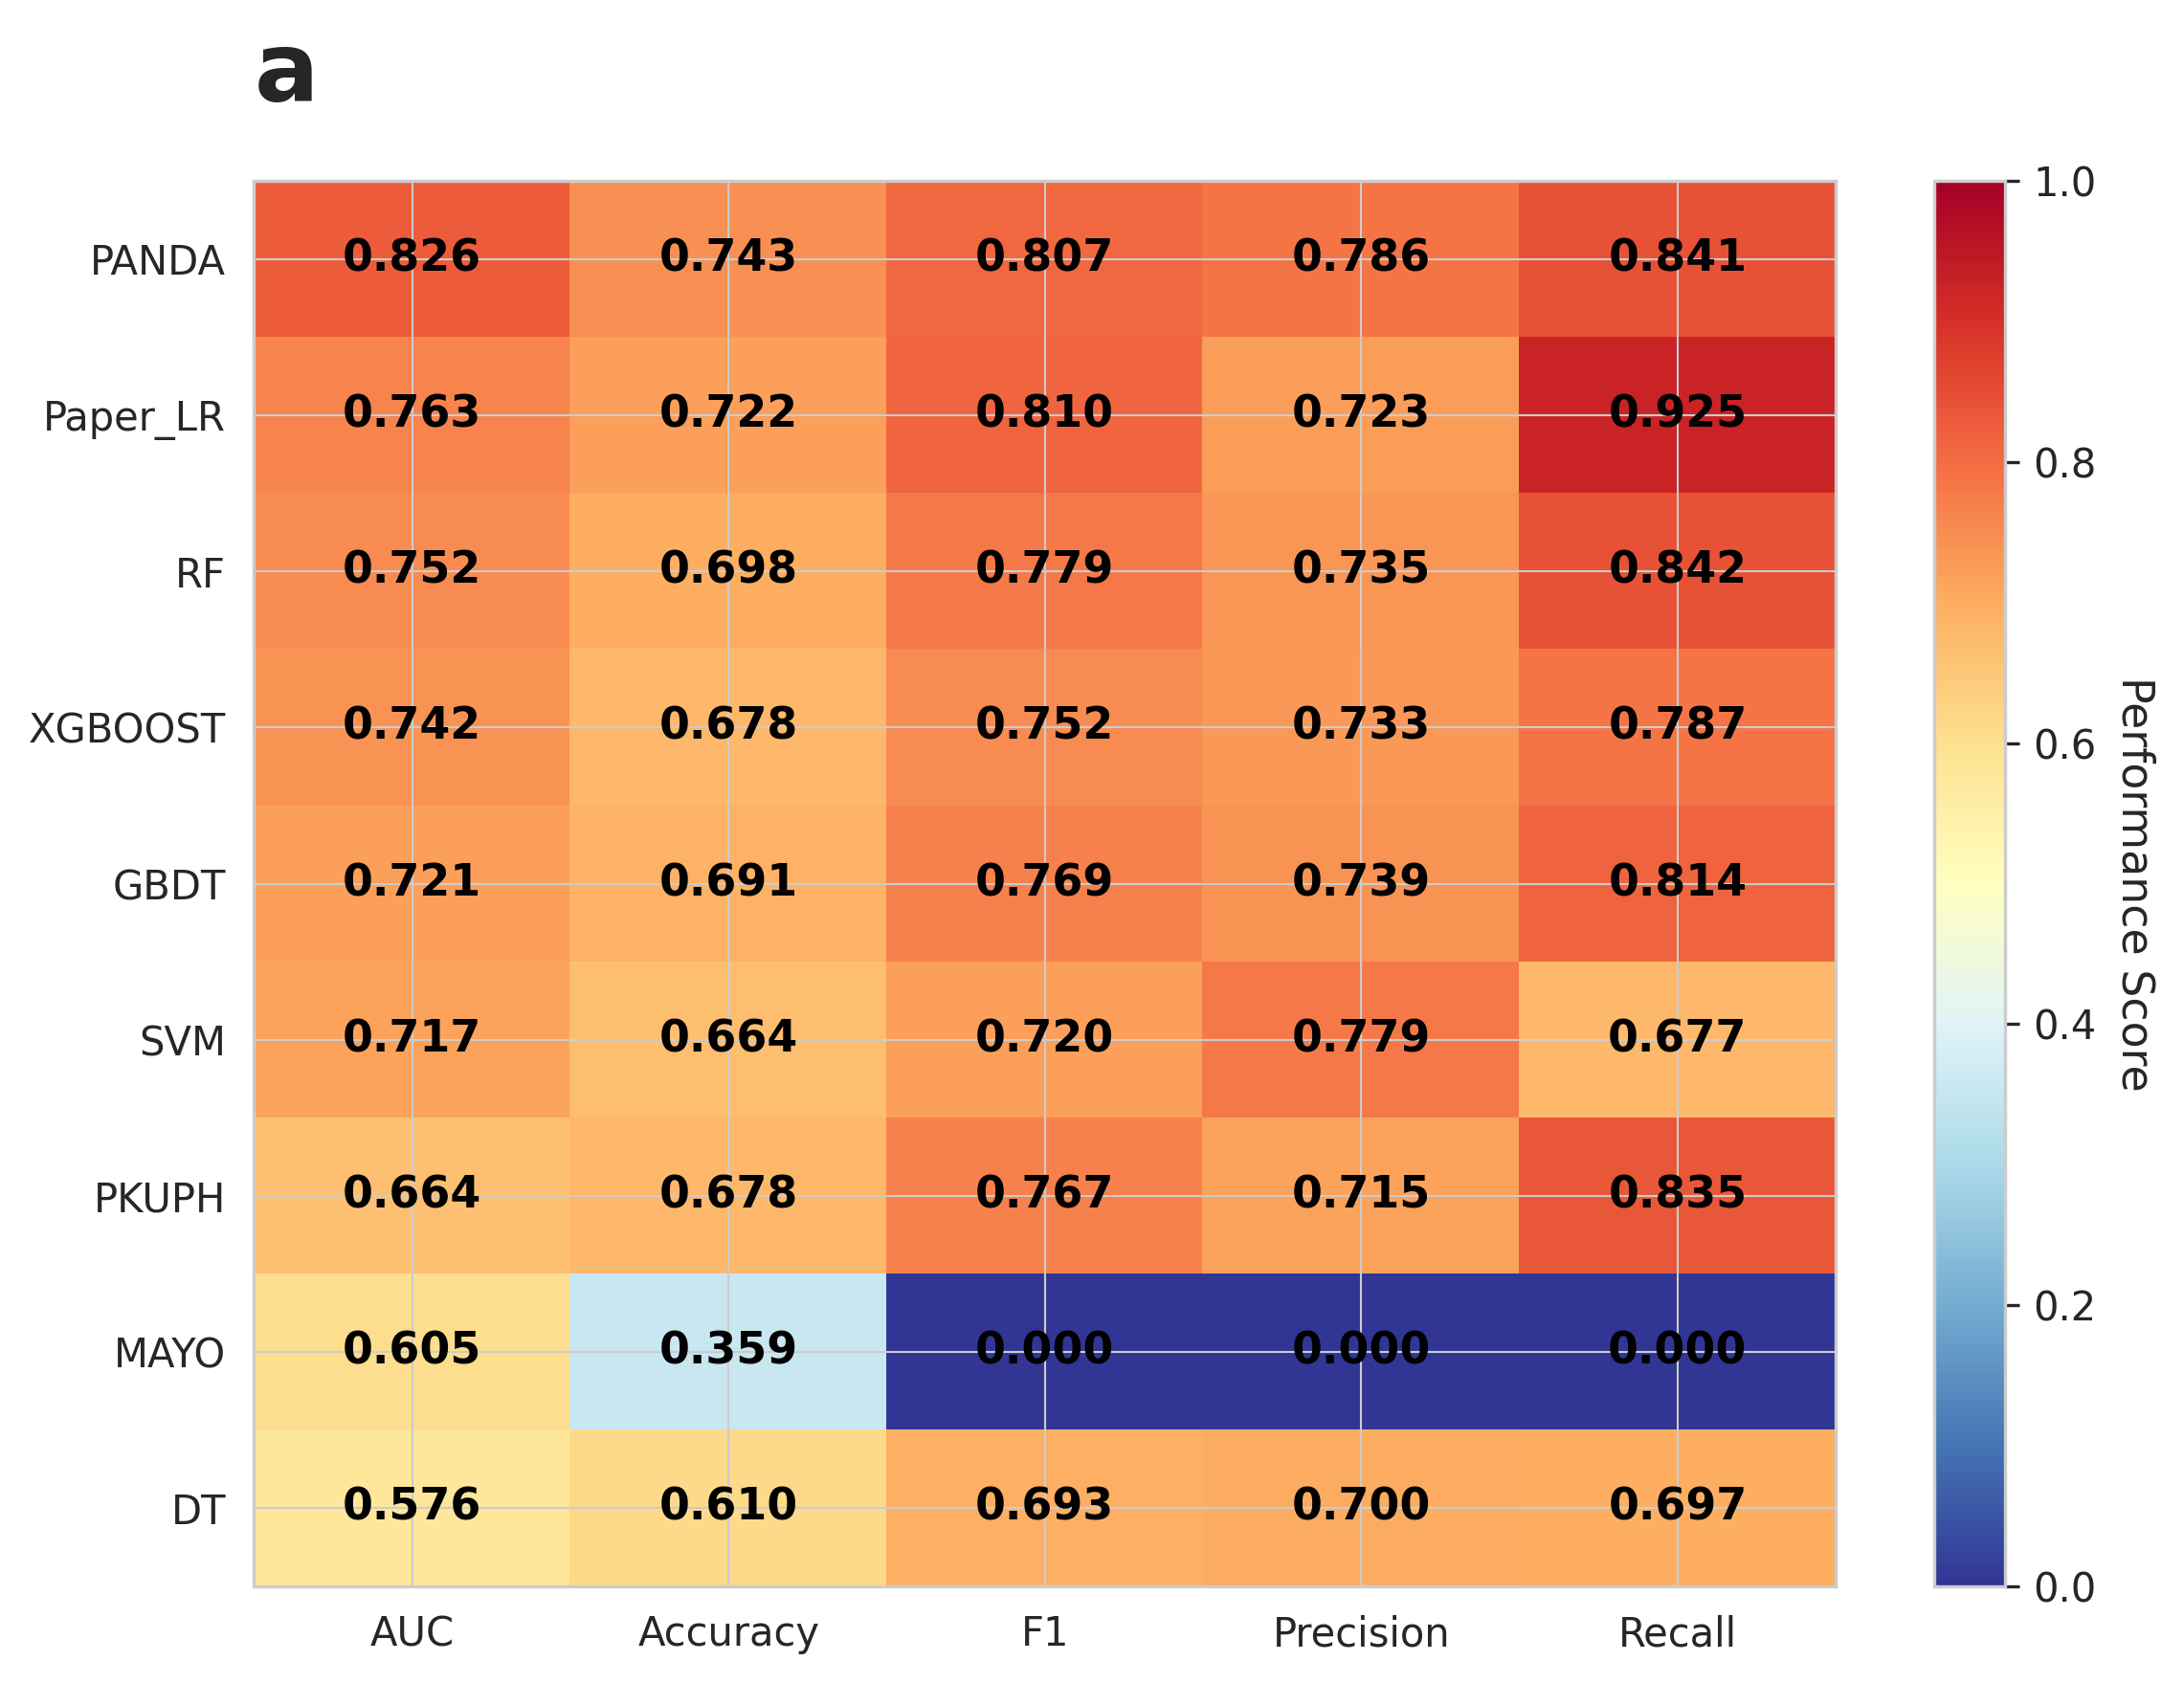 a
PANDA 0.826 0.743 0.807 0.786 0.841
Paper_LR 0.763 0.722 0.810 0.723 0.925
RF 0.752 0.698 0.779 0.735 0.842
XGBOOST 0.742 0.678 0.752 0.733 0.787
GBDT 0.721 0.691 0.769 0.739 0.814
SVM 0.717 0.664 0.720 0.779 0.677
PKUPH 0.664 0.678 0.767 0.715 0.835
MAYO 0.605 0.359 0.000 0.000 0.000
DT 0.576 0.610 0.693 0.700 0.697
AUC Accuracy F1 Precision Recall
1.0
0.8
0.6
0.4
0.2
0.0
Performance Score